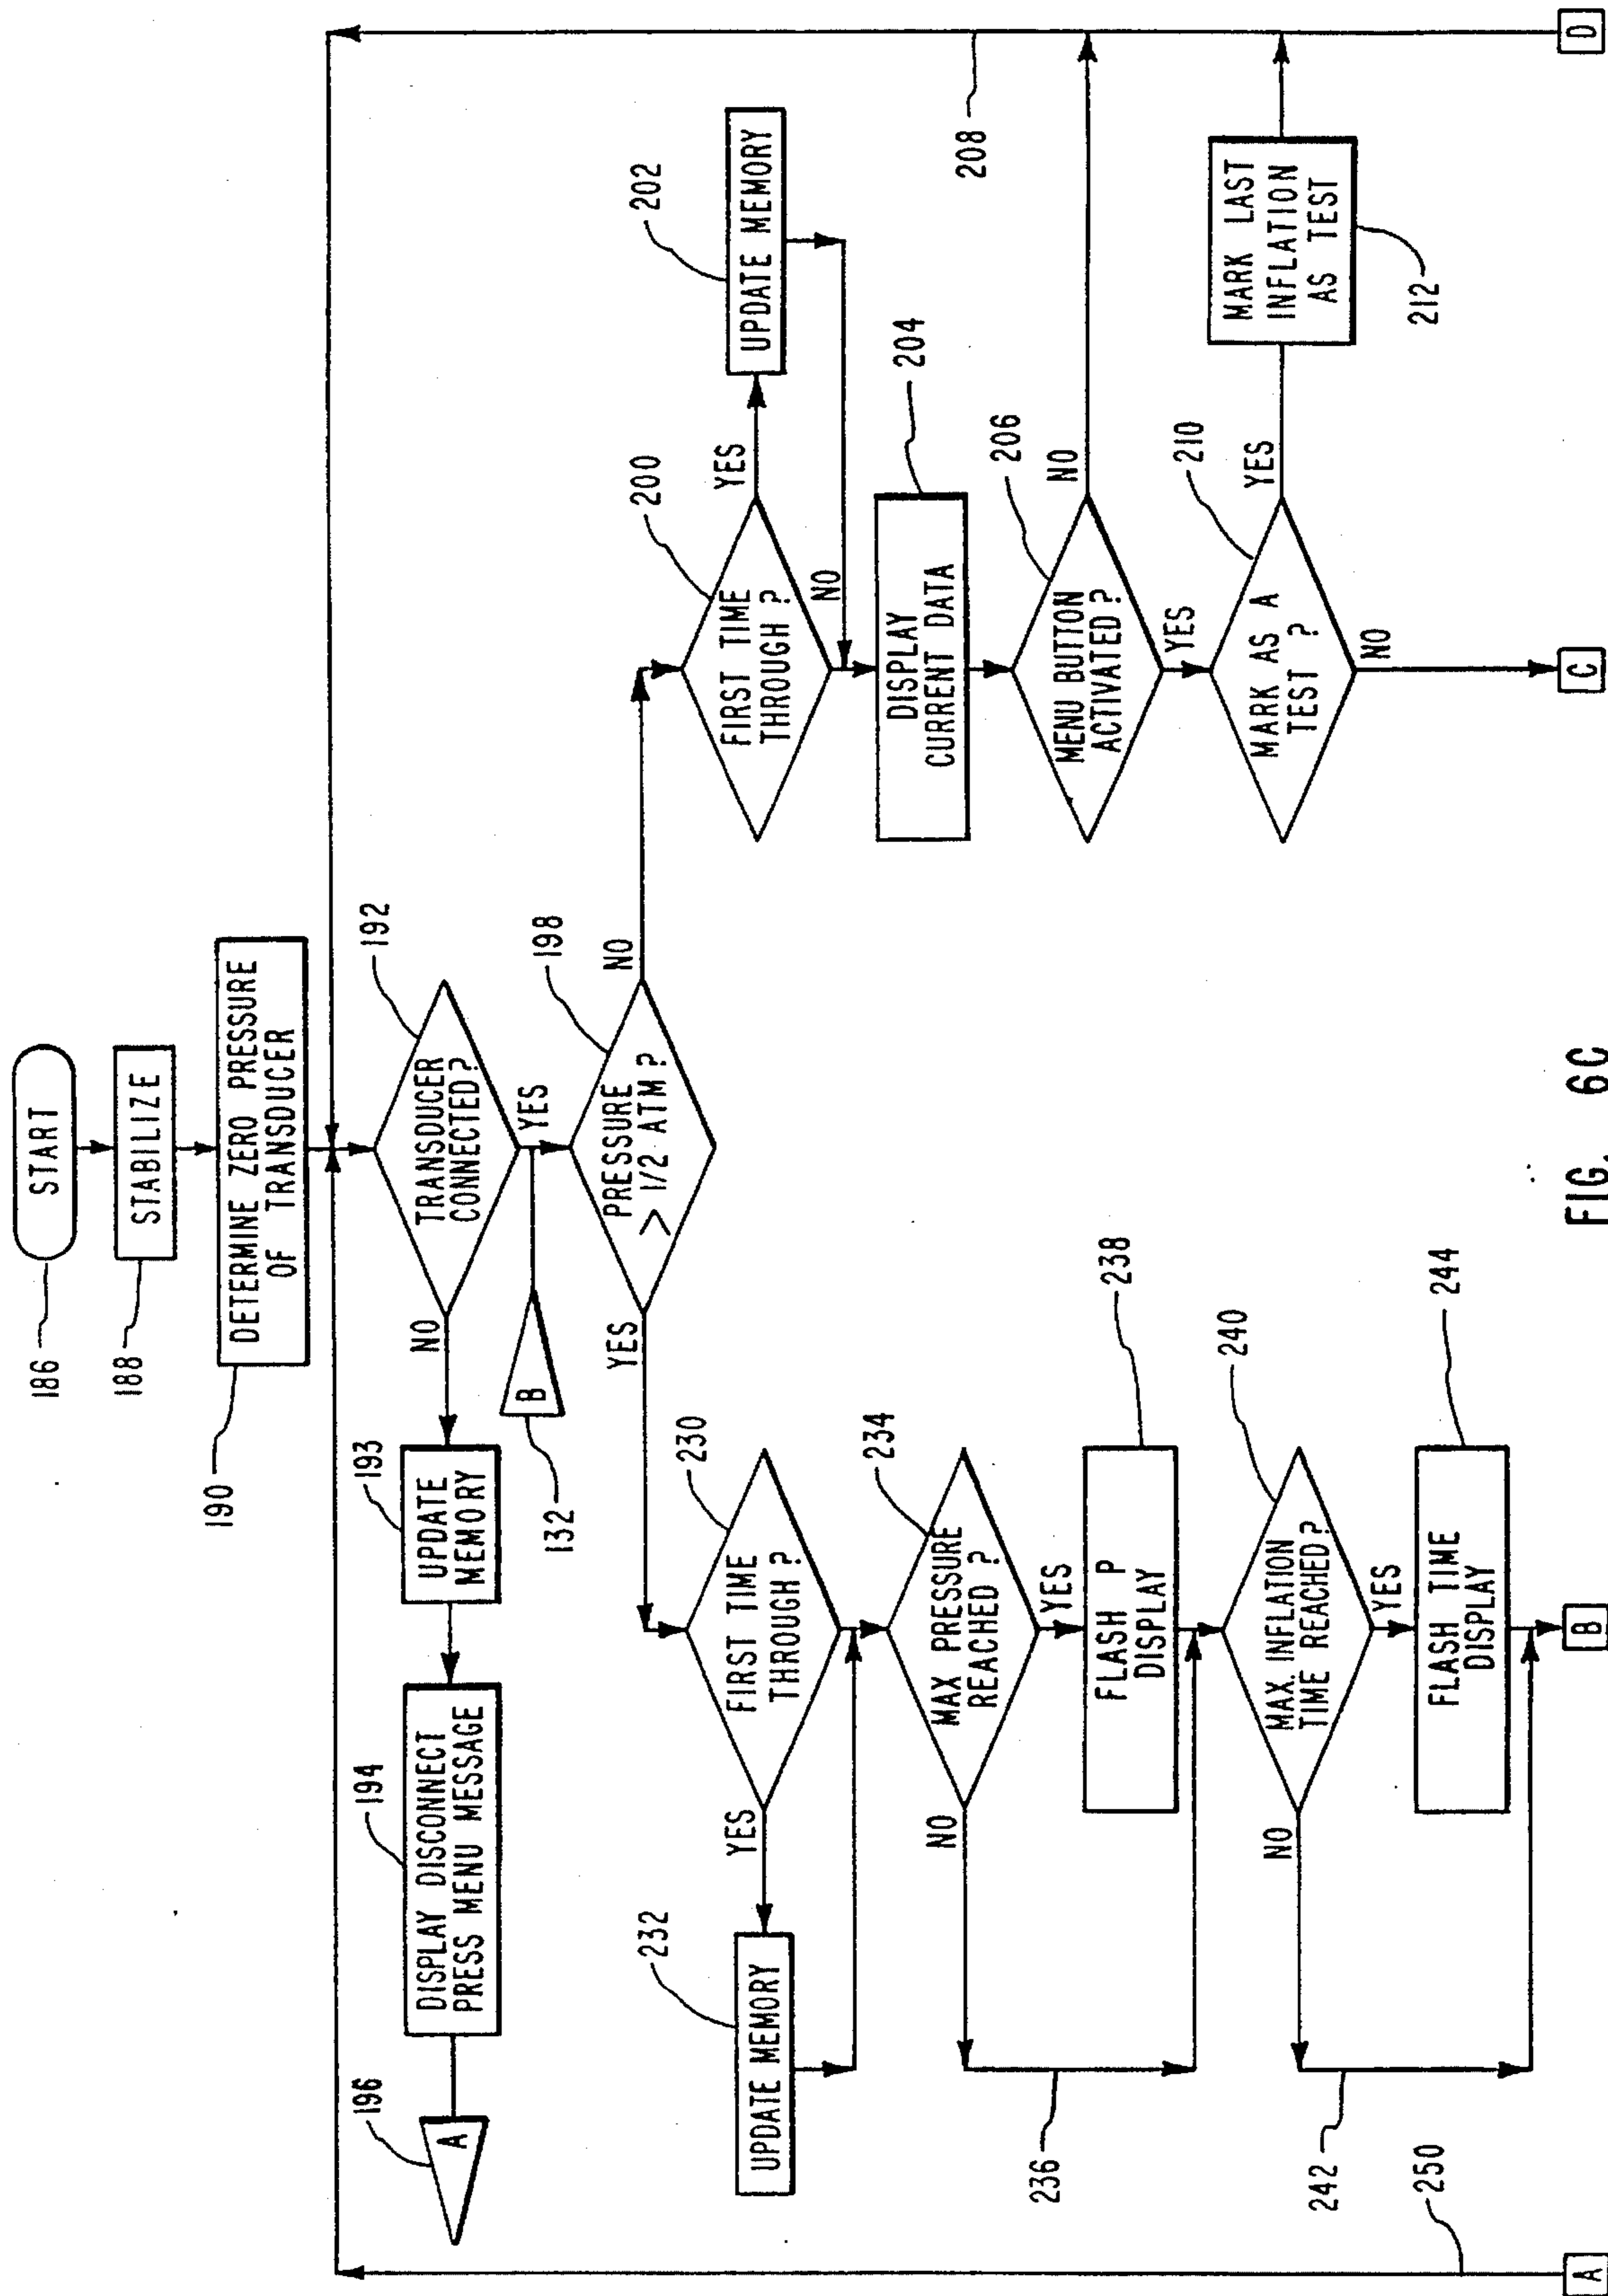 START
186
STABILIZE
188
DETERMINE ZERO PRESSURE
OF TRANSDUCER
190
TRANSDUCER
CONNECTED?
192
NO
YES
UPDATE
MEMORY
193
DISPLAY DISCONNECT
PRESS MENU MESSAGE
194
A
196
B
132
PRESSURE
> 1/2 ATM ?
198
NO
YES
FIRST TIME
THROUGH ?
200
YES
NO
UPDATE MEMORY
202
DISPLAY
CURRENT DATA
204
MENU BUTTON
ACTIVATED?
206
NO
YES
208
MARK AS A
TEST ?
210
YES
NO
MARK LAST
INFLATION
AS TEST
212
FIRST TIME
THROUGH ?
230
YES
UPDATE MEMORY
232
MAX PRESSURE
REACHED ?
234
NO
YES
236
FLASH P
DISPLAY
238
MAX. INFLATION
TIME REACHED?
240
NO
YES
242
FLASH TIME
DISPLAY
244
250
A
B
C
D
FIG. 6C